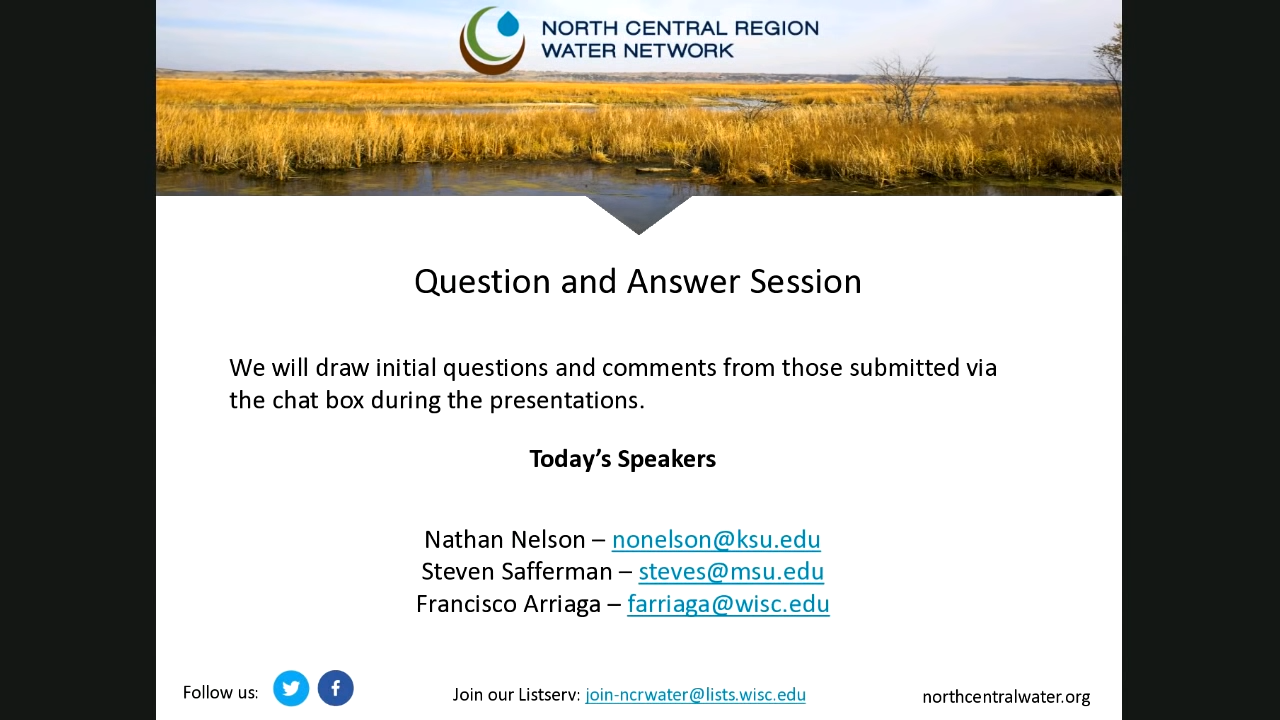 NORTH CENTRAL REGION
WATER NETWORK
Question and Answer Session
We will draw initial questions and comments from those submitted via
the chat box during the presentations.
Today’s Speakers
Nathan Nelson – nonelson@ksu.edu
Steven Safferman – steves@msu.edu
Francisco Arriaga – farriaga@wisc.edu
Follow us:
Join our Listserv: join-ncrwater@lists.wisc.edu
northcentralwater.org